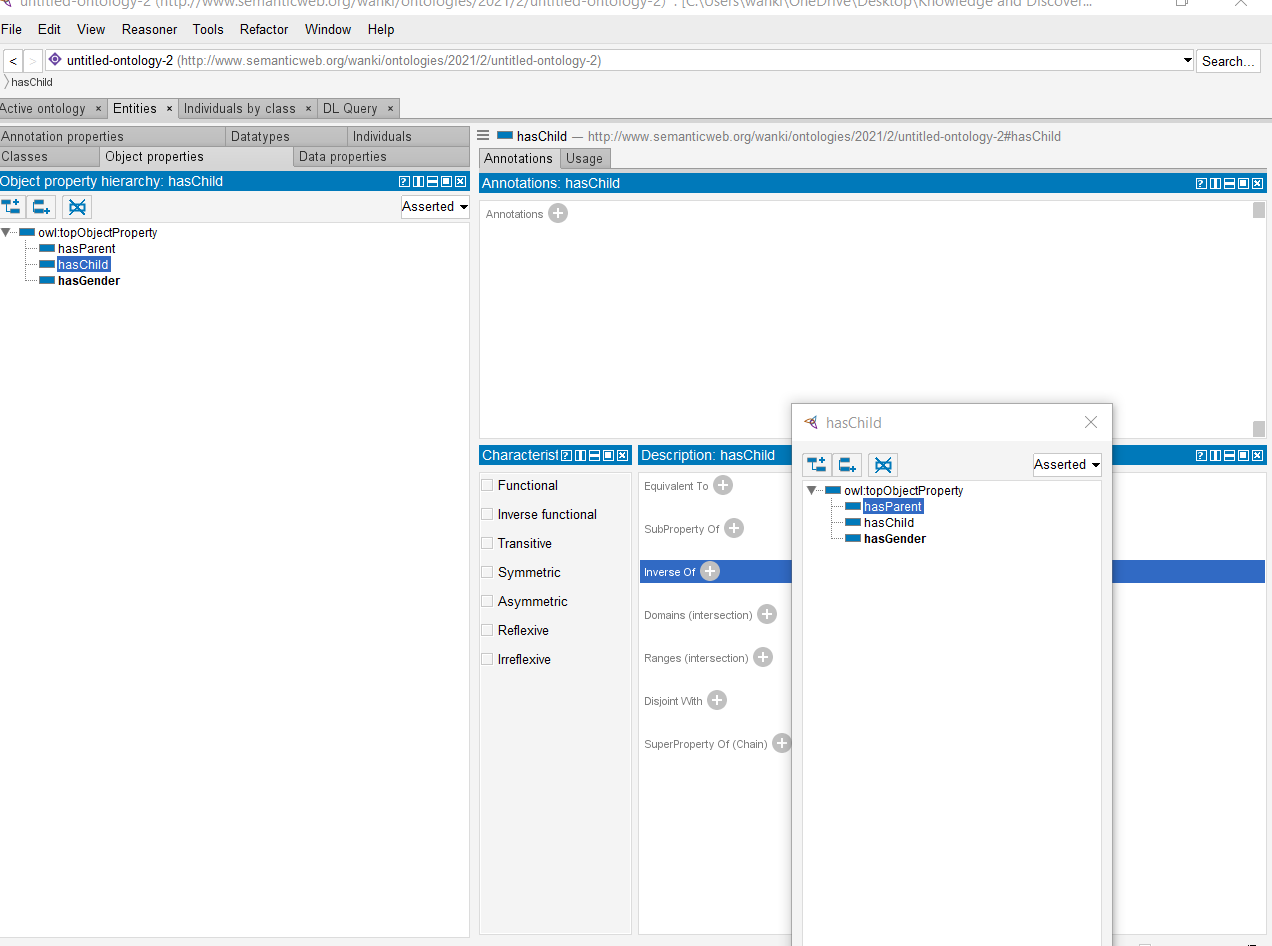 untitled-ontology-2 (http://www.semanticweb.org/wanki/ontologies/2021/2/untitled-ontology-2) : [C:\Users\wanki\OneDrive\Desktop\Knowledge and Discover...
File Edit View Reasoner Tools Refactor Window Help
< > untitled-ontology-2 (http://www.semanticweb.org/wanki/ontologies/2021/2/untitled-ontology-2) Search...
hasChild
Active ontology × Entities × Individuals by class × DL Query ×
Annotation properties Datatypes Individuals
Classes Object properties Data properties
Object property hierarchy: hasChild
Asserted
owl:topObjectProperty
hasParent
hasChild
hasGender
hasChild — http://www.semanticweb.org/wanki/ontologies/2021/2/untitled-ontology-2#hasChild
Annotations Usage
Annotations: hasChild
Annotations
Characterist
Functional
Inverse functional
Transitive
Symmetric
Asymmetric
Reflexive
Irreflexive
Description: hasChild
Equivalent To
SubProperty Of
Inverse Of
Domains (intersection)
Ranges (intersection)
Disjoint With
SuperProperty Of (Chain)
hasChild
Asserted
owl:topObjectProperty
hasParent
hasChild
hasGender